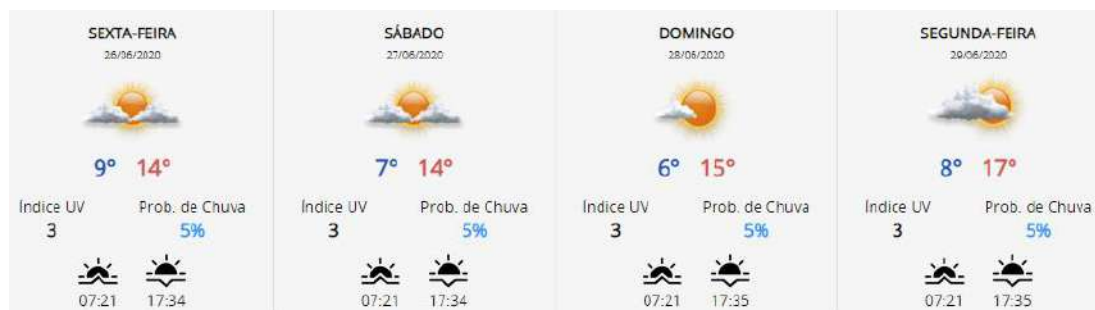 SEXTA-FEIRA
26/06/2020
9° 14°
Índice UV Prob. de Chuva
3 5%
07:21 17:34
SÁBADO
27/06/2020
7° 14°
Índice UV Prob. de Chuva
3 5%
07:21 17:34
DOMINGO
28/06/2020
6° 15°
Índice UV Prob. de Chuva
3 5%
07:21 17:35
SEGUNDA-FEIRA
29/06/2020
8° 17°
Índice UV Prob. de Chuva
3 5%
07:21 17:35